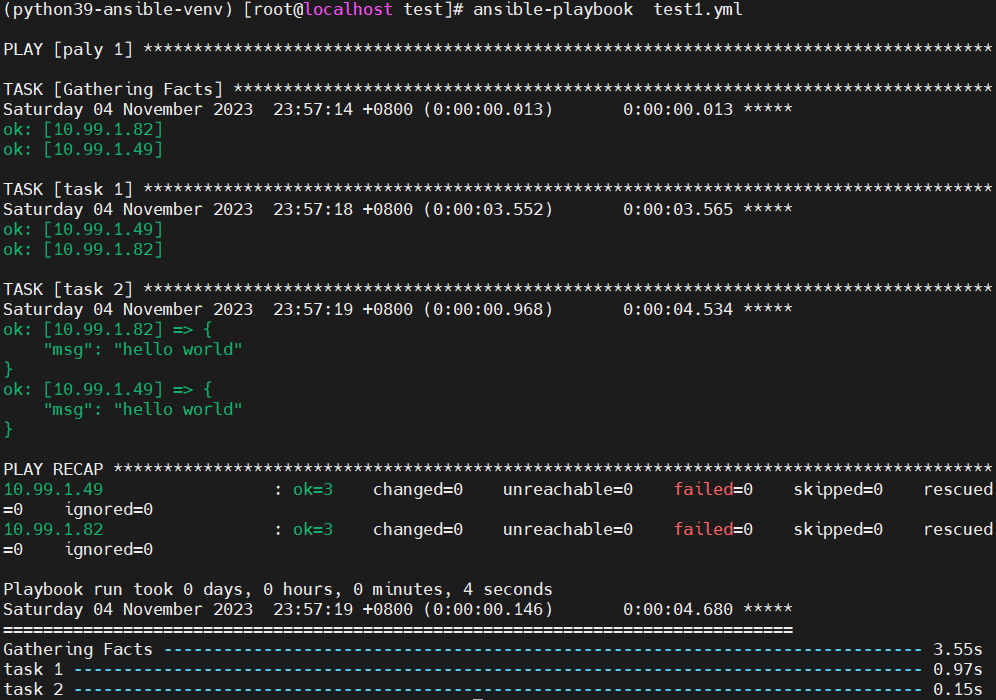 (python39-ansible-venv) [root@localhost test]# ansible-playbook  test1.yml
PLAY [paly 1] *************************************************************************************
TASK [Gathering Facts] ****************************************************************************
Saturday 04 November 2023  23:57:14 +0800 (0:00:00.013)       0:00:00.013 *****
ok: [10.99.1.82]
ok: [10.99.1.49]
TASK [task 1] *************************************************************************************
Saturday 04 November 2023  23:57:18 +0800 (0:00:03.552)       0:00:03.565 *****
ok: [10.99.1.49]
ok: [10.99.1.82]
TASK [task 2] *************************************************************************************
Saturday 04 November 2023  23:57:19 +0800 (0:00:00.968)       0:00:04.534 *****
ok: [10.99.1.82] => {
    "msg": "hello world"
}
ok: [10.99.1.49] => {
    "msg": "hello world"
}
PLAY RECAP ****************************************************************************************
10.99.1.49                 : ok=3    changed=0    unreachable=0    failed=0    skipped=0    rescued
=0    ignored=0
10.99.1.82                 : ok=3    changed=0    unreachable=0    failed=0    skipped=0    rescued
=0    ignored=0
Playbook run took 0 days, 0 hours, 0 minutes, 4 seconds
Saturday 04 November 2023  23:57:19 +0800 (0:00:00.146)       0:00:04.680 *****
===============================================================================
Gathering Facts ---------------------------------------------------------------------------- 3.55s
task 1 ------------------------------------------------------------------------------------- 0.97s
task 2 ------------------------------------------------------------------------------------- 0.15s